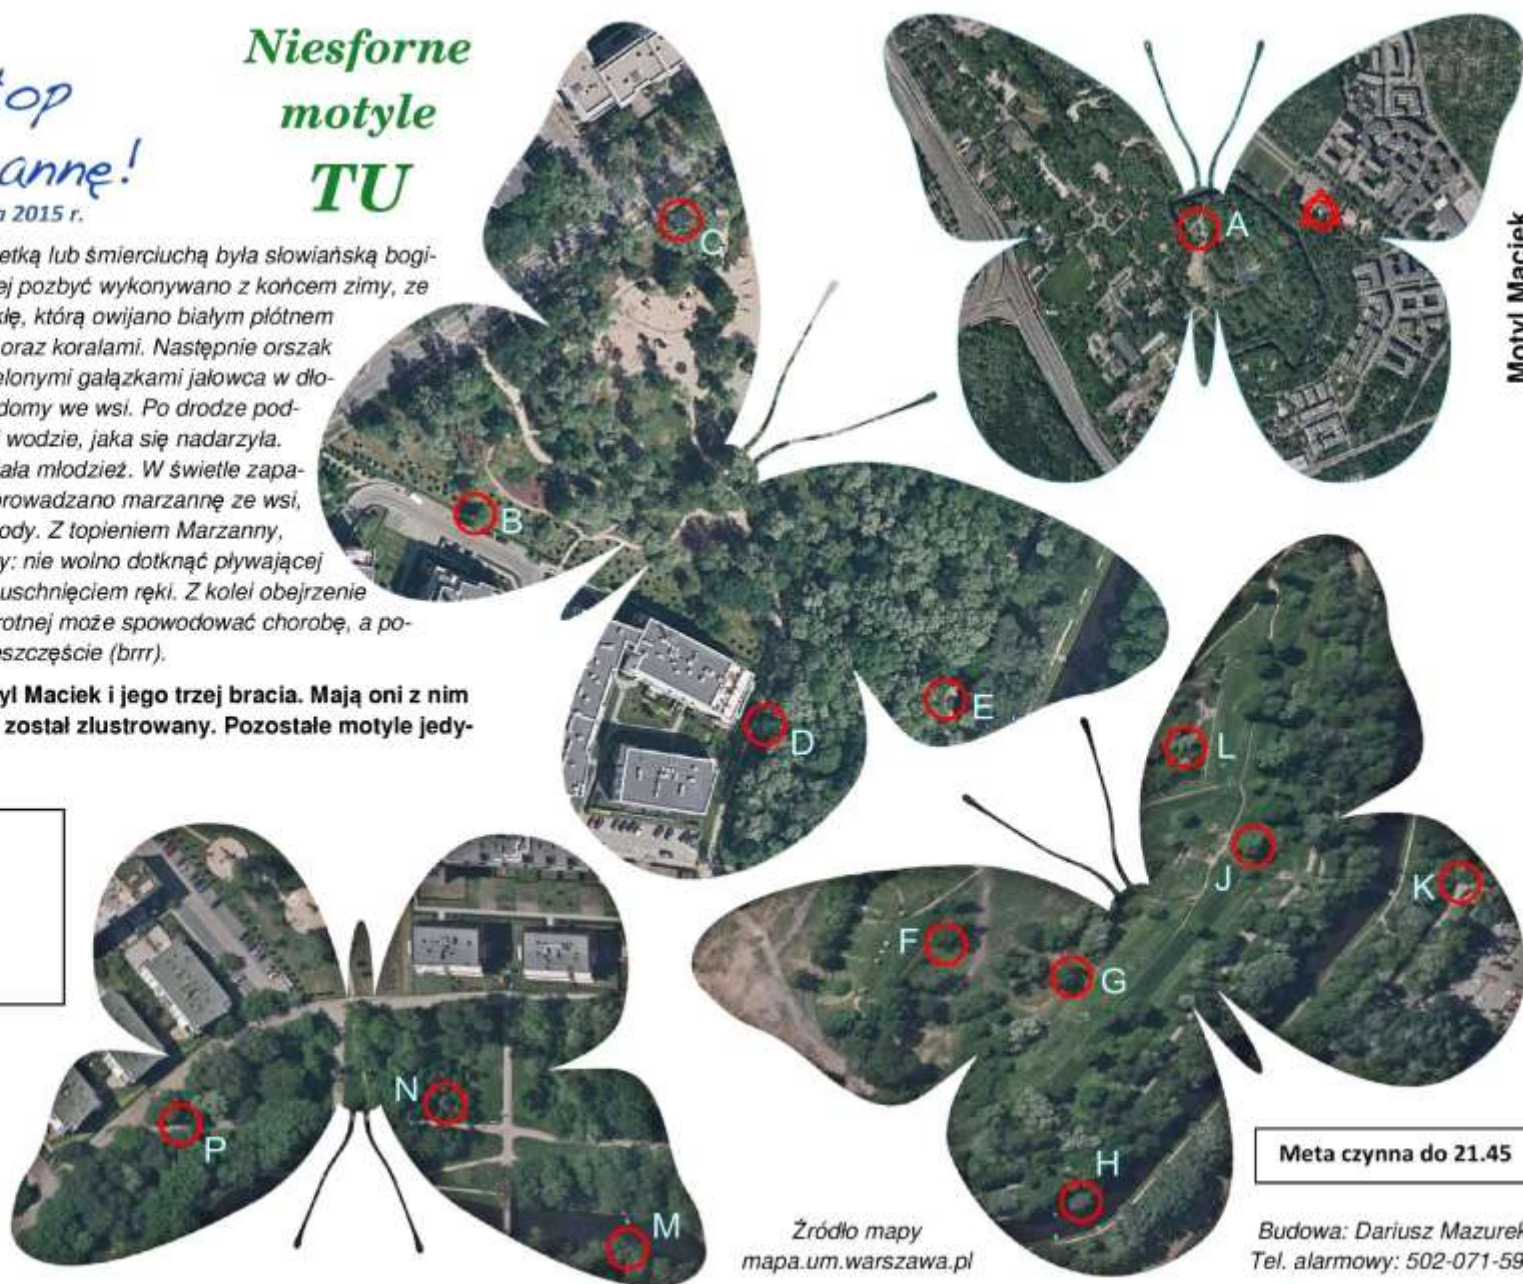 top
annę!
a 2015 r.
Niesforne
motyle
TU
etką lub śmierciuchą była słowiańską bogi-
ej pozbyć wykonywano z końcem zimy, ze
kłę, którą owijano białym płótnem
oraz koralami. Następnie orszak
elonymi gałązkami jałowca w dło-
domy we wsi. Po drodze pod-
i wodzie, jaka się nadarzyła.
ała młodzież. W świetle zapa-
prowadzano marzannę ze wsi,
ody. Z topieniem Marzanny,
y: nie wolno dotknąć pływającej
uschnięciem ręki. Z kolei obejrzenie
rotnej może spowodować chorobę, a po-
eszczęście (brrr).
yl Maciek i jego trzej bracia. Mają oni z nim
został zlustrowany. Pozostałe motyle jedy-
C
B
D
E
A
Motyl Maciek
L
J
K
F
G
H
N
P
M
Meta czynna do 21.45
Źródło mapy
mapa.um.warszawa.pl
Budowa: Dariusz Mazurek
Tel. alarmowy: 502-071-59